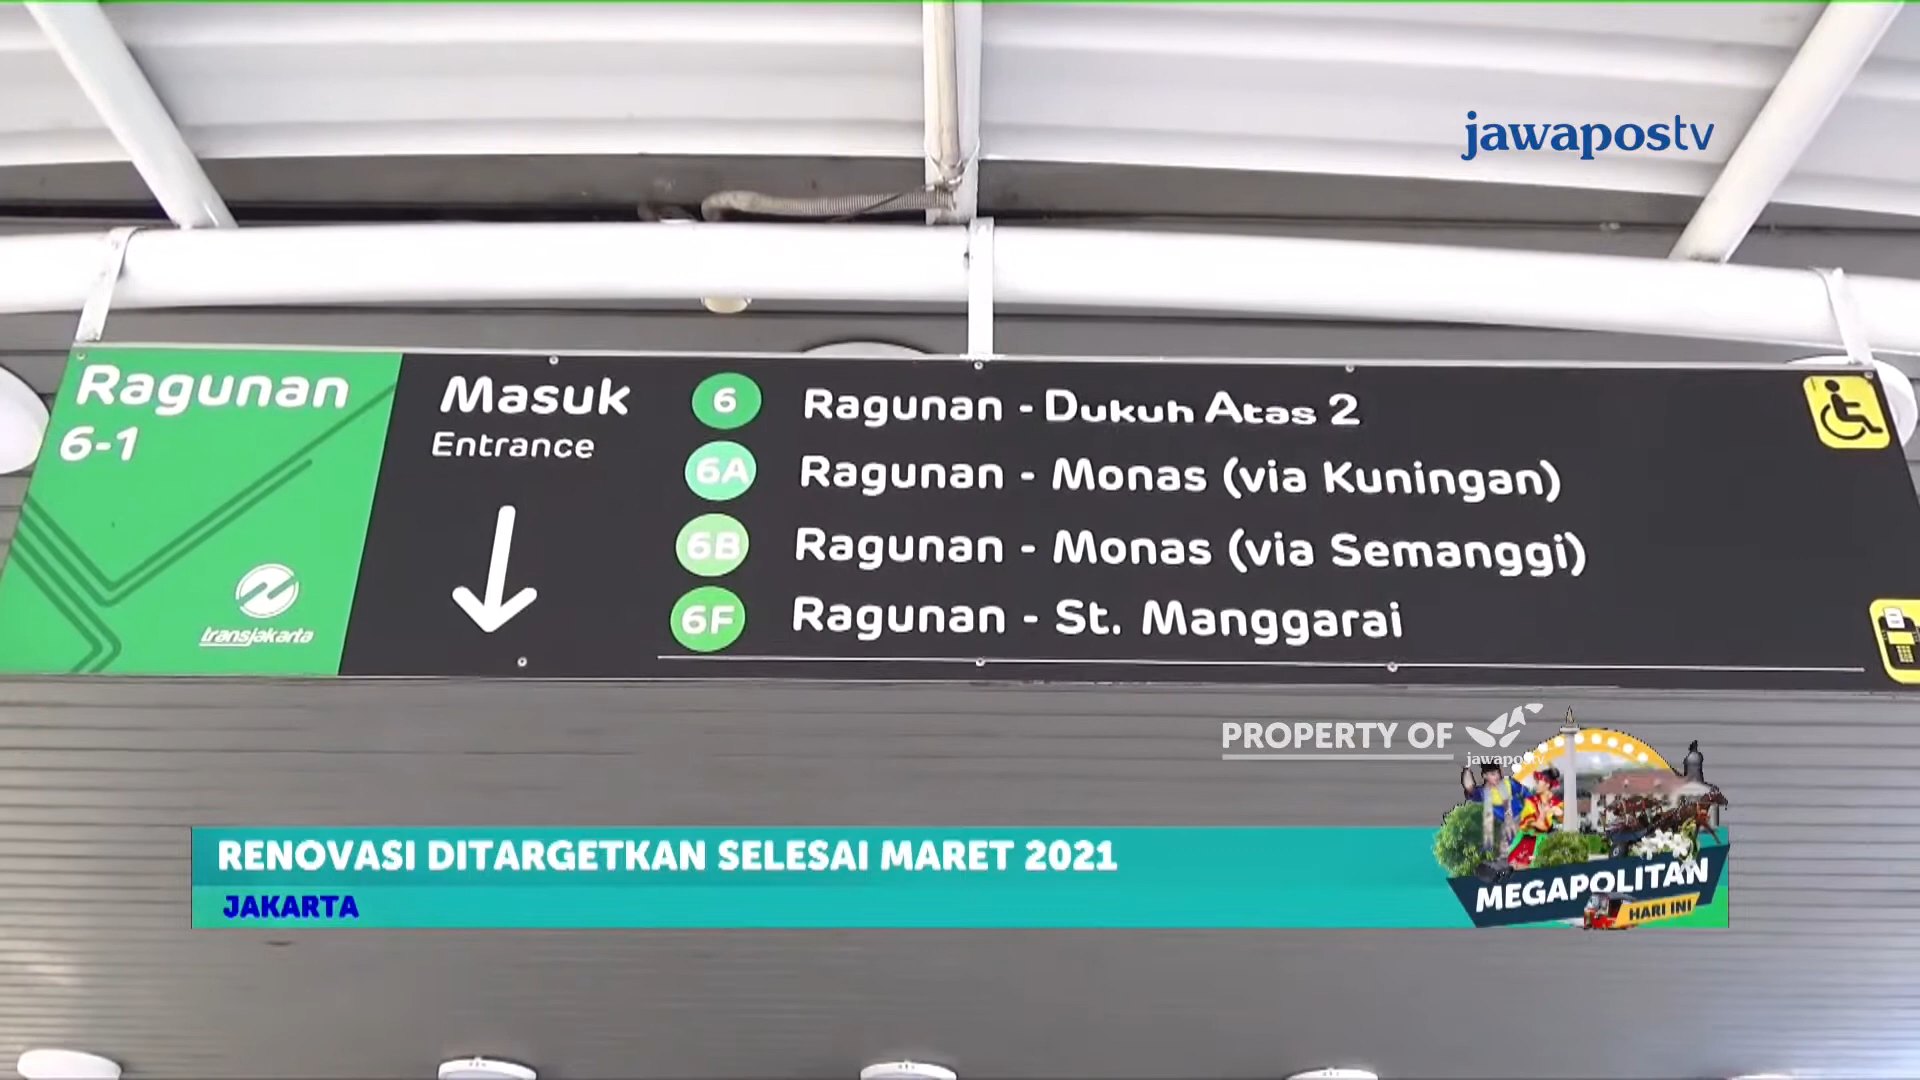 jawapostv
Ragunan
6-1
transjakarta
Masuk
Entrance
6 Ragunan - Dukuh Atas 2
6A Ragunan - Monas (via Kuningan)
6B Ragunan - Monas (via Semanggi)
6F Ragunan - St. Manggarai
PROPERTY OF
jawapostv
RENOVASI DITARGETKAN SELESAI MARET 2021
JAKARTA
MEGAPOLITAN
HARI INI